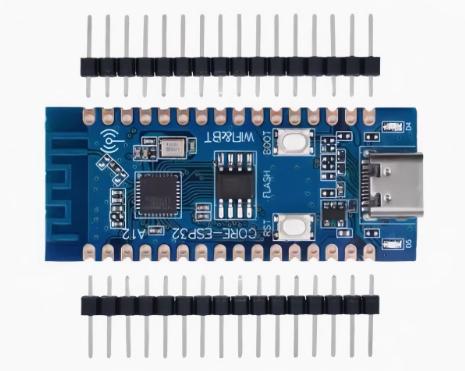 WIFI&BT
BOOT
D4
FLASH
CORE-ESP32
A12
RST
D5